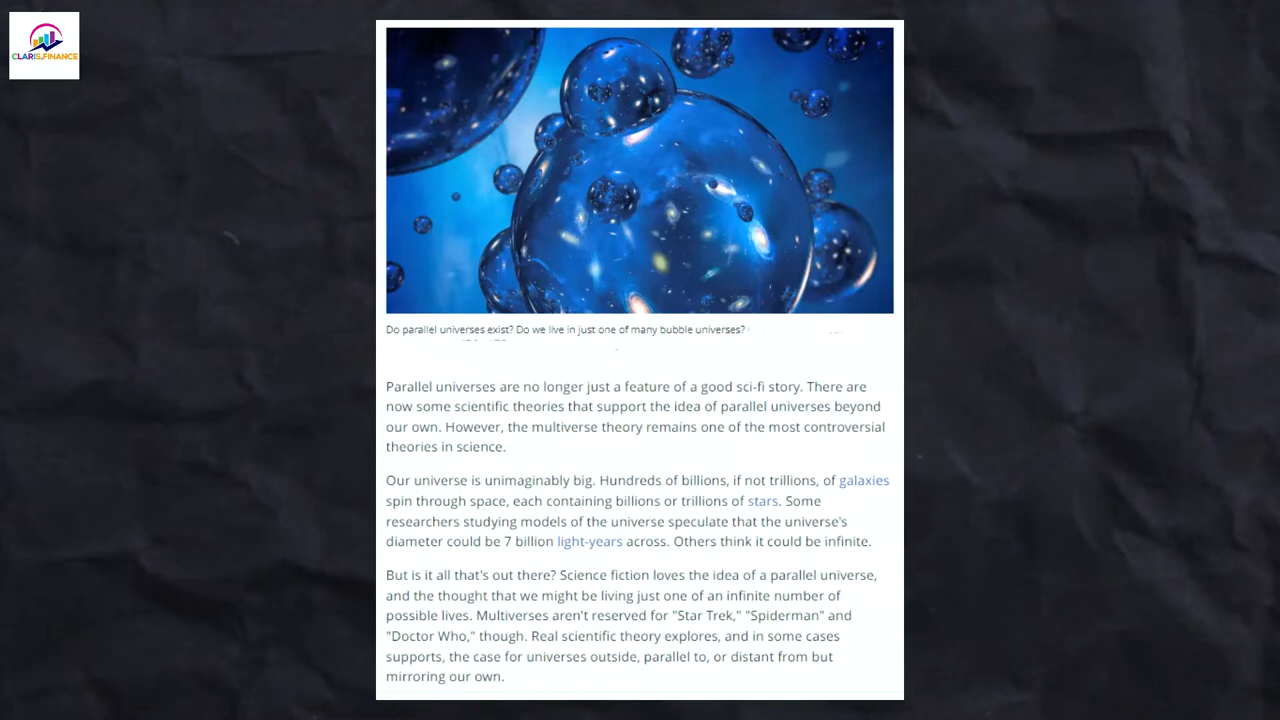 CLARIS.FINANCE
Do parallel universes exist? Do we live in just one of many bubble universes?
Parallel universes are no longer just a feature of a good sci-fi story. There are
now some scientific theories that support the idea of parallel universes beyond
our own. However, the multiverse theory remains one of the most controversial
theories in science.
Our universe is unimaginably big. Hundreds of billions, if not trillions, of galaxies
spin through space, each containing billions or trillions of stars. Some
researchers studying models of the universe speculate that the universe's
diameter could be 7 billion light-years across. Others think it could be infinite.
But is it all that's out there? Science fiction loves the idea of a parallel universe,
and the thought that we might be living just one of an infinite number of
possible lives. Multiverses aren't reserved for "Star Trek," "Spiderman" and
"Doctor Who," though. Real scientific theory explores, and in some cases
supports, the case for universes outside, parallel to, or distant from but
mirroring our own.